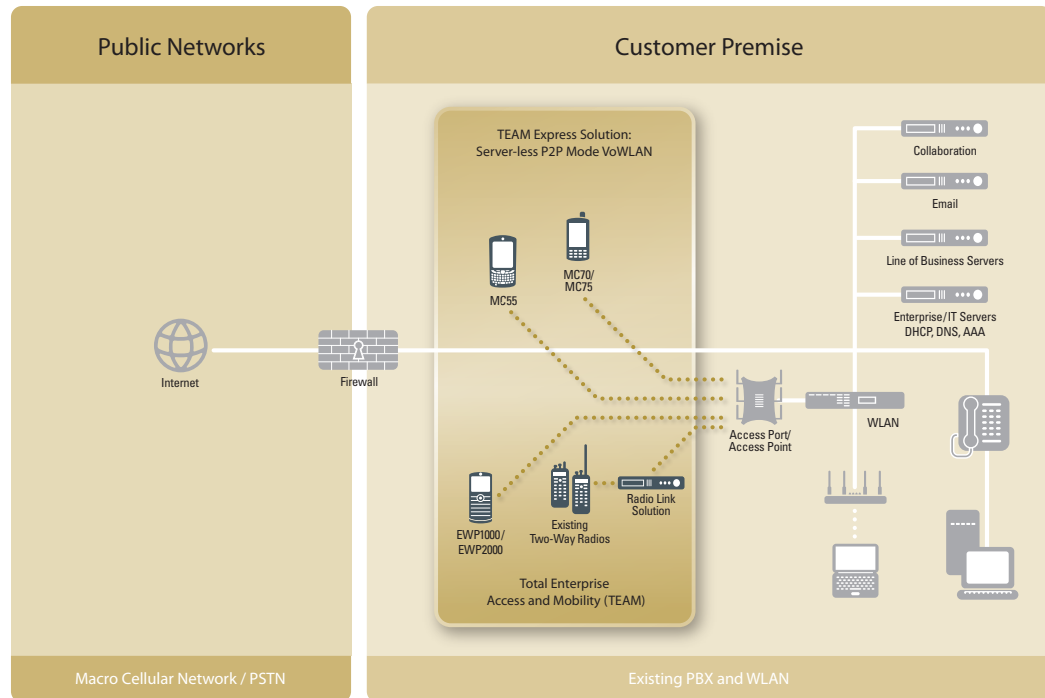 Public Networks
Customer Premise
TEAM Express Solution:
Server-less P2P Mode VoWLAN
Collaboration
Email
Line of Business Servers
Enterprise/IT Servers
DHCP, DNS, AAA
MC70/
MC75
MC55
Internet
Firewall
Access Port/
Access Point
WLAN
EWP1000/
EWP2000
Existing
Two-Way Radios
Radio Link
Solution
Total Enterprise
Access and Mobility (TEAM)
Macro Cellular Network / PSTN
Existing PBX and WLAN